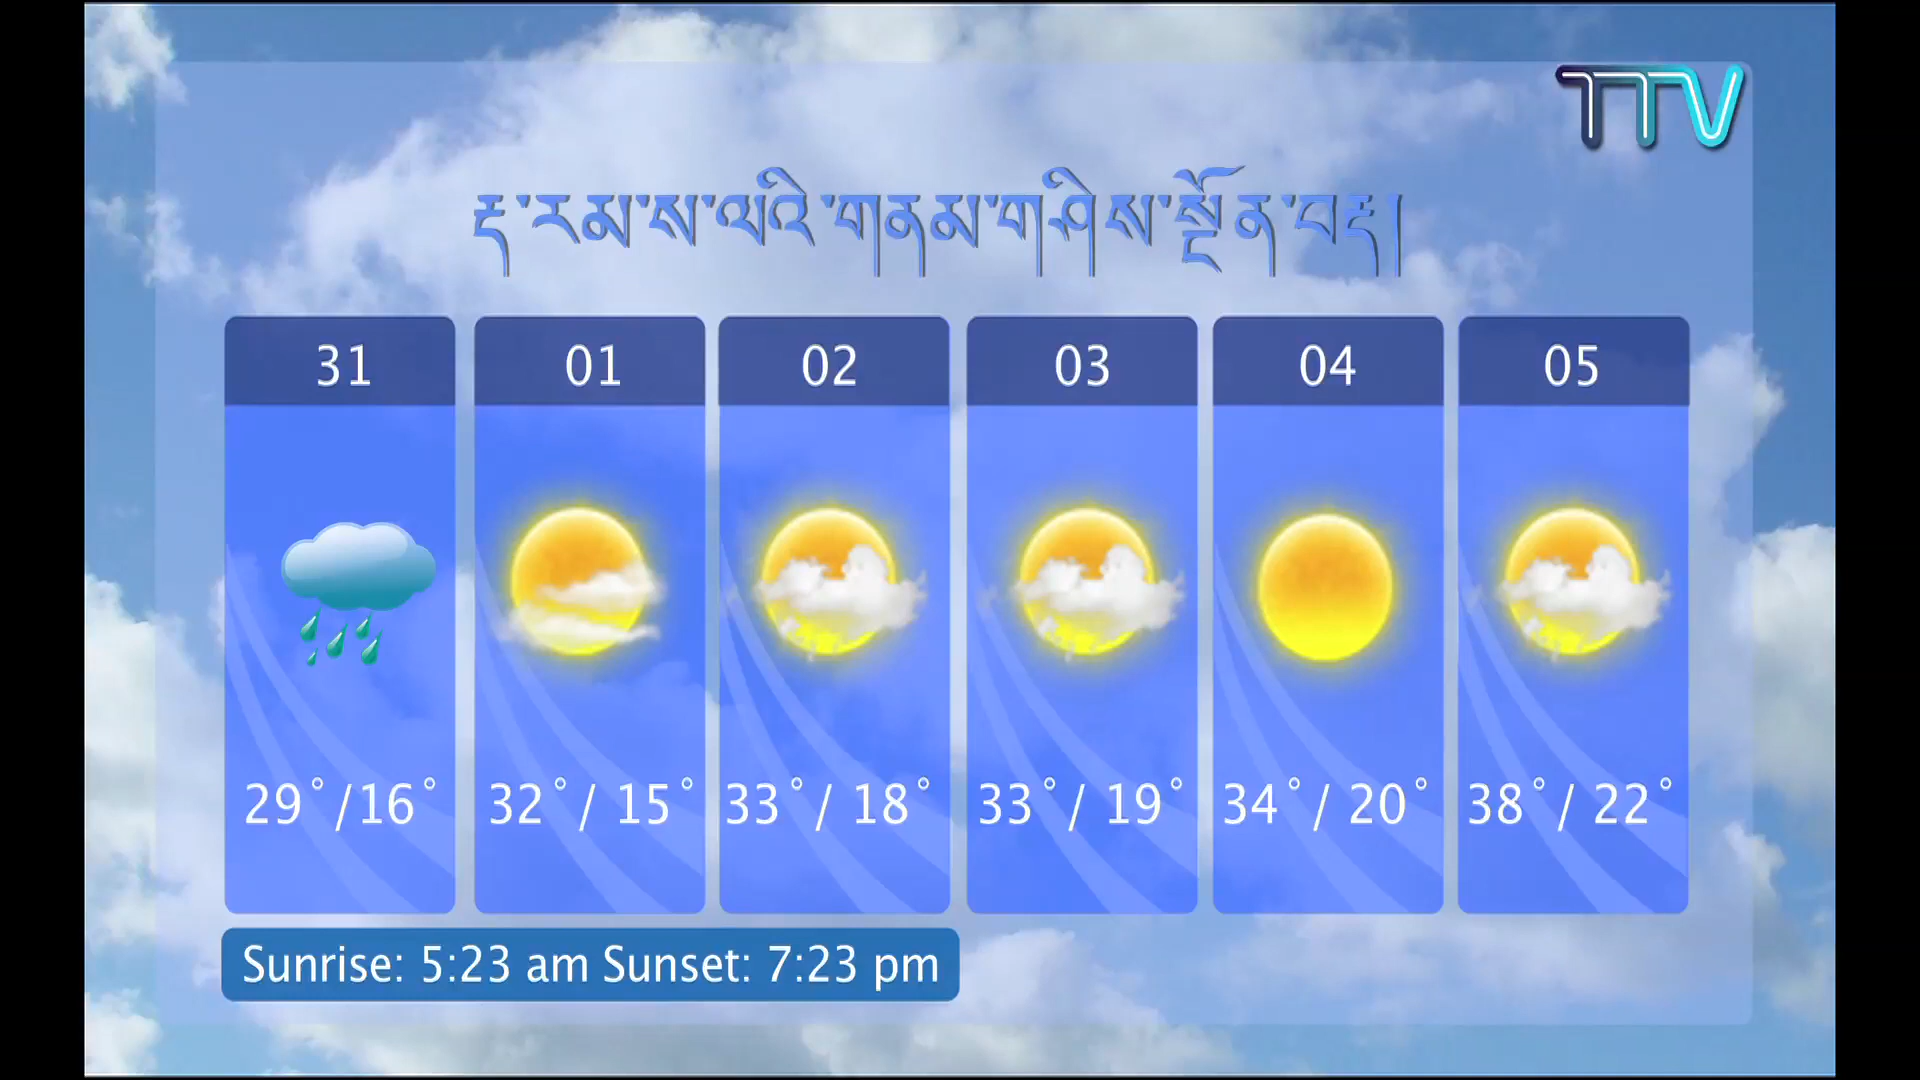 TTV
རྡ་རམ་ས་ལའི་གནམ་གཤིས་སྔོན་བརྡ།
31 01 02 03 04 05
29°/16° 32°/ 15° 33°/ 18° 33°/ 19° 34°/ 20° 38°/ 22°
Sunrise: 5:23 am Sunset: 7:23 pm